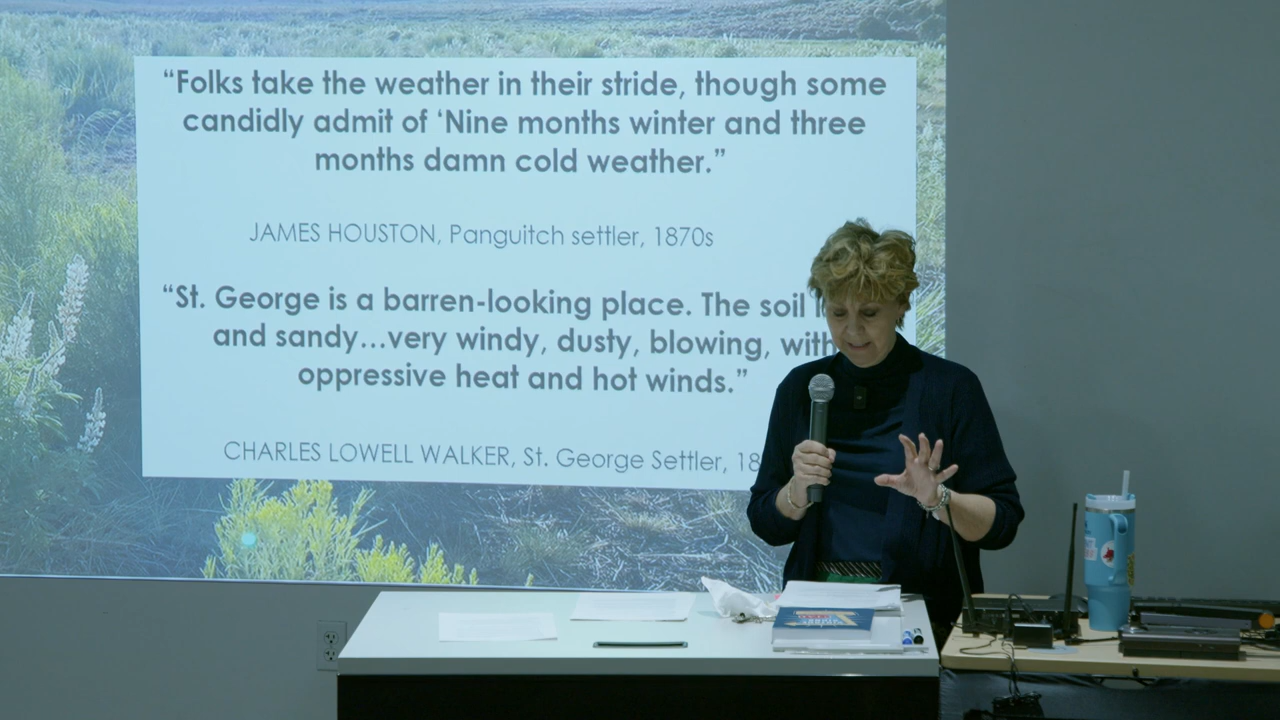 “Folks take the weather in their stride, though some
candidly admit of ‘Nine months winter and three
months damn cold weather.”
JAMES HOUSTON, Panguitch settler, 1870s
“St. George is a barren-looking place. The soil
and sandy...very windy, dusty, blowing, with
oppressive heat and hot winds.”
CHARLES LOWELL WALKER, St. George Settler, 18